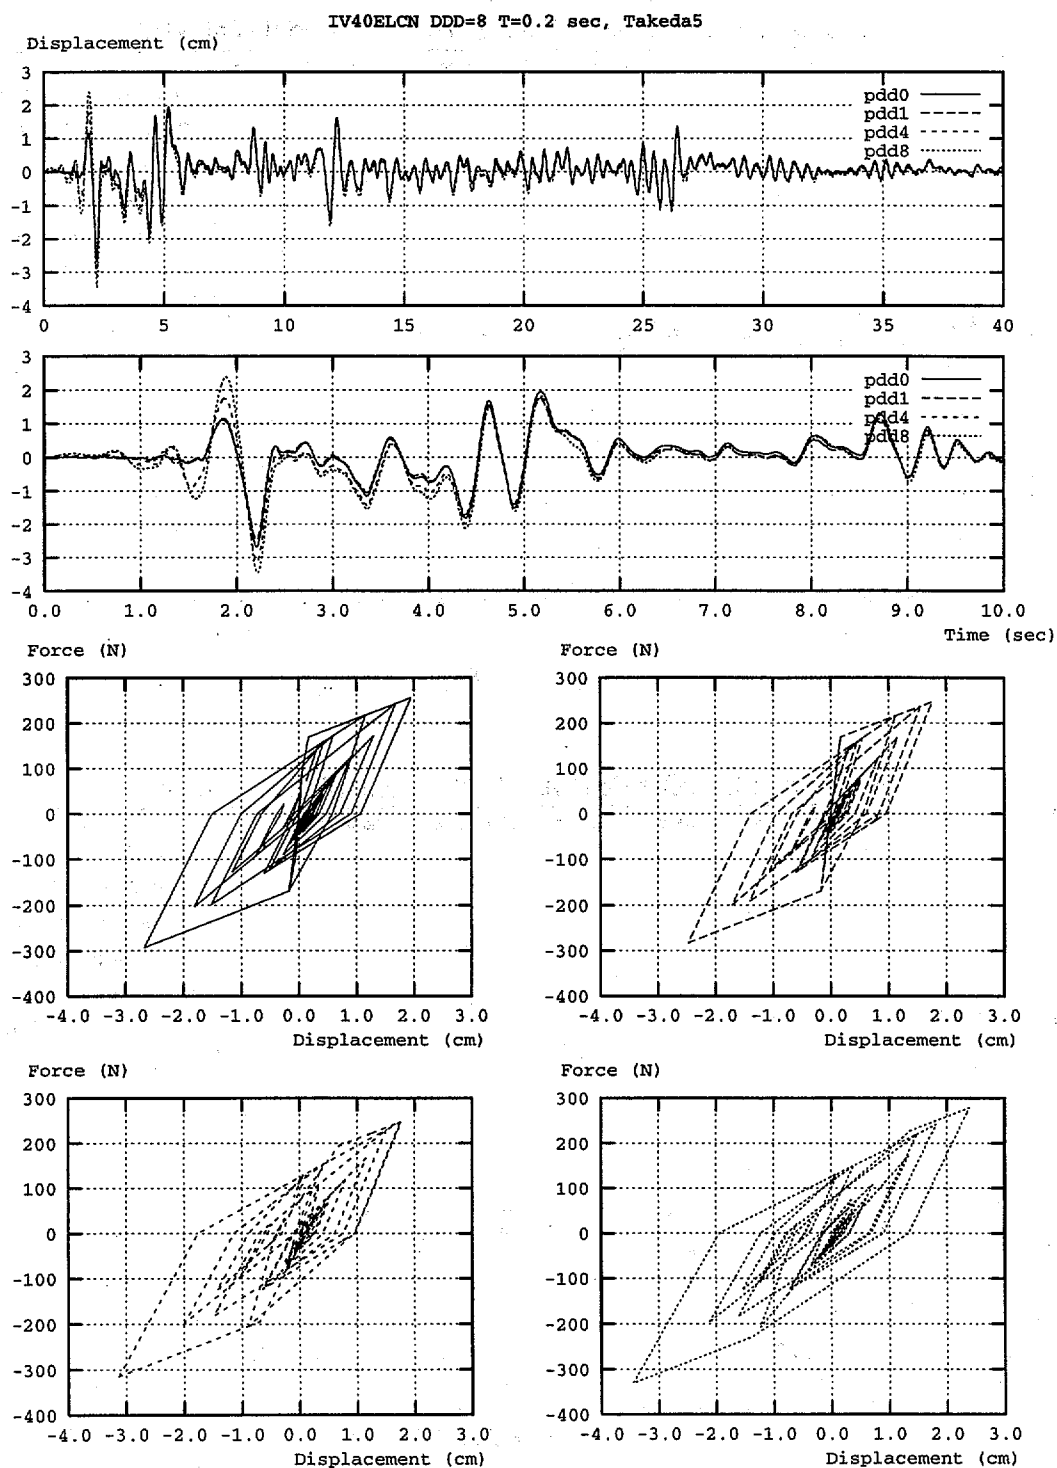 IV40ELCN DDD=8 T=0.2 sec, Takeda5
Displacement (cm)
3
2
1
0
-1
-2
-3
-4
pdd0
pdd1
pdd4
pdd8
0 5 10 15 20 25 30 35 40
3
2
1
0
-1
-2
-3
-4
pdd0
pdd1
pdd4
pdd8
0.0 1.0 2.0 3.0 4.0 5.0 6.0 7.0 8.0 9.0 10.0
Time (sec)
Force (N)
300
200
100
0
-100
-200
-300
-400
-4.0 -3.0 -2.0 -1.0 0.0 1.0 2.0 3.0
Displacement (cm)
Force (N)
300
200
100
0
-100
-200
-300
-400
-4.0 -3.0 -2.0 -1.0 0.0 1.0 2.0 3.0
Displacement (cm)
Force (N)
300
200
100
0
-100
-200
-300
-400
-4.0 -3.0 -2.0 -1.0 0.0 1.0 2.0 3.0
Displacement (cm)
Force (N)
300
200
100
0
-100
-200
-300
-400
-4.0 -3.0 -2.0 -1.0 0.0 1.0 2.0 3.0
Displacement (cm)